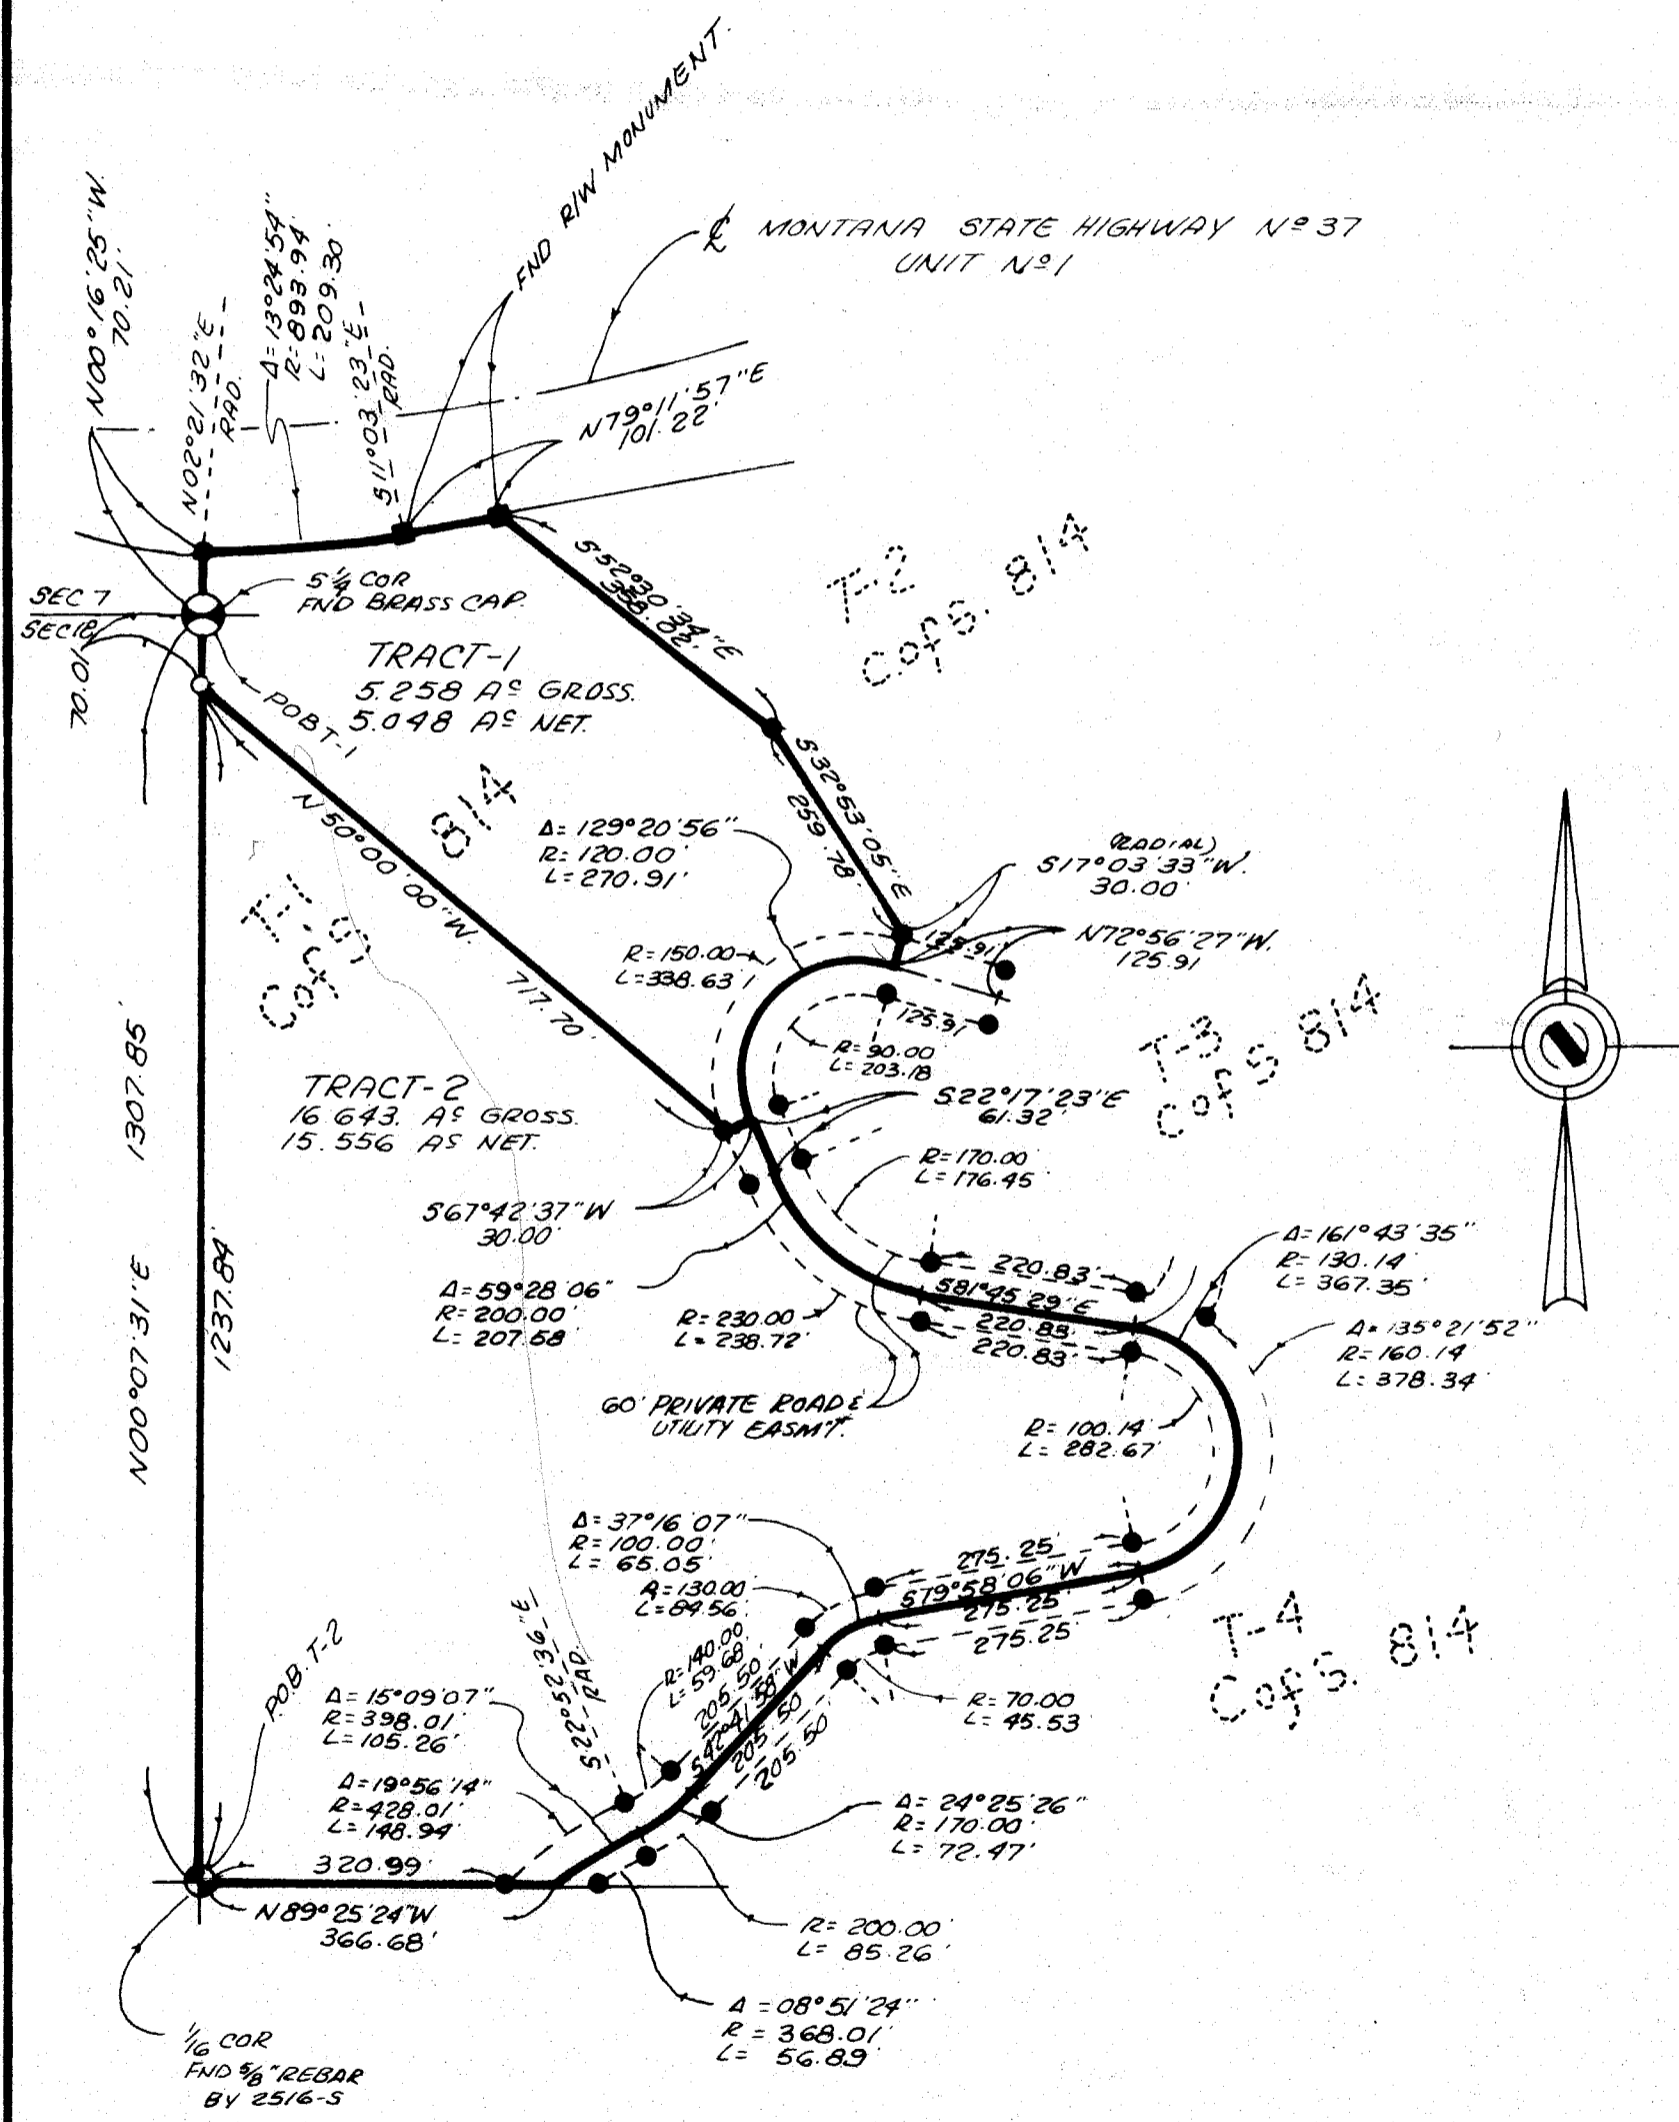 FND R/W MONUMENT.
℄ MONTANA STATE HIGHWAY Nº 37
UNIT Nº 1
N00°16'25"W.
70.21'
N02°21'32"E
RAD.
Δ= 13°24'54"
R= 893.94'
L= 209.30'
S11°03'23"E
RAD.
N79°11'57"E
101.22'
S 1/4 COR
FND BRASS CAP.
SEC 7
SEC 18
70.01
POB T-1
TRACT-1
5.258 Ac GROSS.
5.048 Ac NET.
S52°30'34"E
358.02'
T-2
C of S. 814
S32°53'05"E
259.78'
N50°00'00"W.
717.70'
T-1
C of S
814
Δ= 129°20'56"
R= 120.00'
L= 270.91'
(RADIAL)
S17°03'33"W.
30.00'
N72°56'27"W.
125.91
R= 150.00
L= 338.63'
125.91'
125.91
R= 90.00
L= 203.18
T-3
C of S 814
S22°17'23"E
61.32'
TRACT-2
16 643. Ac GROSS.
15.556 Ac NET.
R= 170.00'
L= 176.45
S67°42'37"W
30.00'
Δ= 59°28'06"
R= 200.00'
L= 207.58'
R= 230.00
L= 238.72'
220.83'
S81°45'29"E
220.83
220.83'
Δ= 161°43'35"
R= 130.14'
L= 367.35'
Δ= 135°21'52"
R= 160.14
L= 378.34'
60' PRIVATE ROAD &
UTILITY EASMT.
R= 100.14'
L= 282.67'
N00°07'31"E 1307.85'
1237.84'
Δ= 37°16'07"
R= 100.00'
L= 65.05'
R= 130.00
L= 84.56
275.25'
S79°58'06"W
275.25'
275.25'
T-4
C of S. 814
S22°52'36"E
RAD.
R= 140.00
L= 59.68
205.50
S42°41'59"W
205.50
205.50
R= 70.00
L= 45.53
P.O.B. T-2
Δ= 15°09'07"
R= 398.01'
L= 105.26'
Δ= 19°56'14"
R= 428.01'
L= 148.94'
Δ= 24°25'26"
R= 170.00'
L= 72.47'
320.99'
N89°25'24"W
366.68'
R= 200.00'
L= 85.26'
Δ = 08°51'24"
R = 368.01'
L= 56.89'
1/16 COR
FND 5/8" REBAR
BY 2516-S